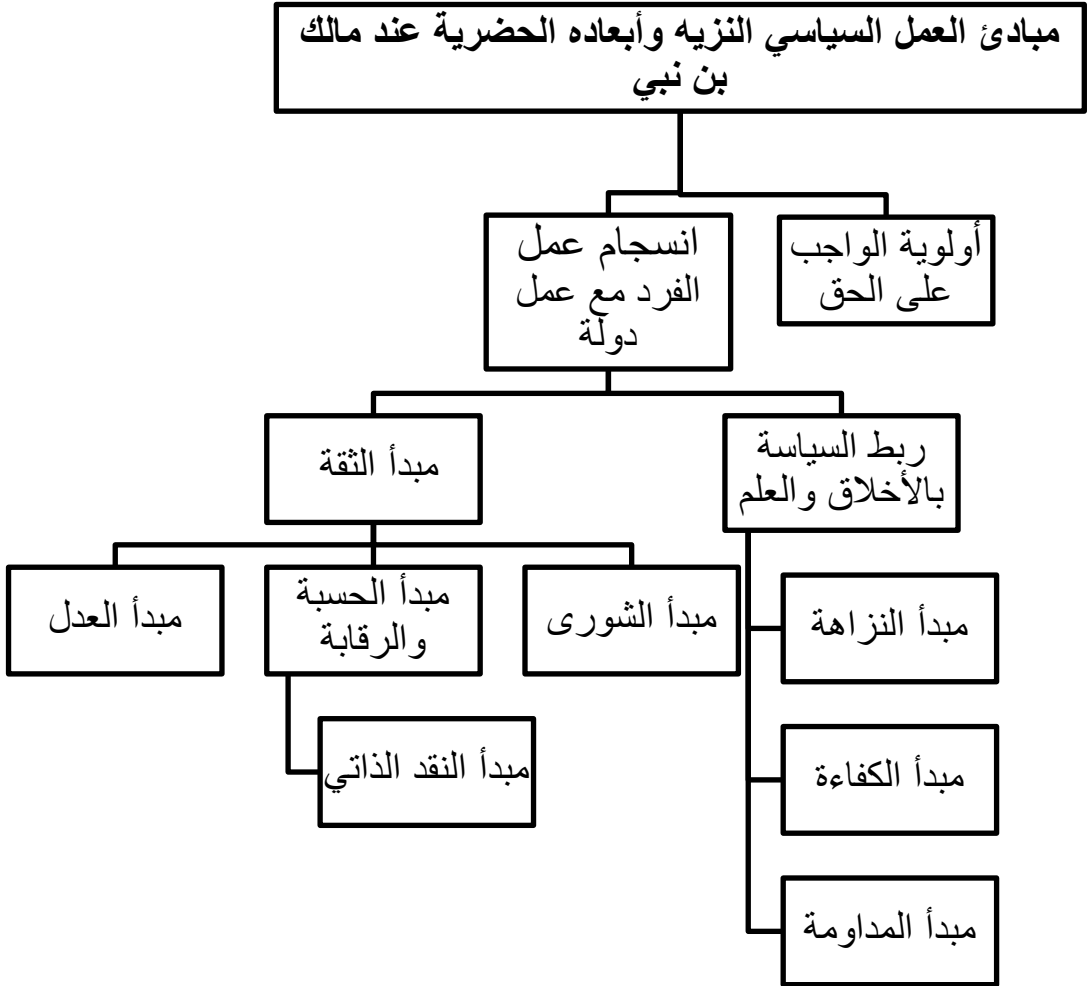 مبادئ العمل السياسي النزيه وأبعاده الحضرية عند مالك
بن نبي
أولوية الواجب
على الحق
انسجام عمل
الفرد مع عمل
دولة
ربط السياسة
بالأخلاق والعلم
مبدأ الثقة
مبدأ الشورى
مبدأ الحسبة
والرقابة
مبدأ العدل
مبدأ النزاهة
مبدأ النقد الذاتي
مبدأ الكفاءة
مبدأ المداومة